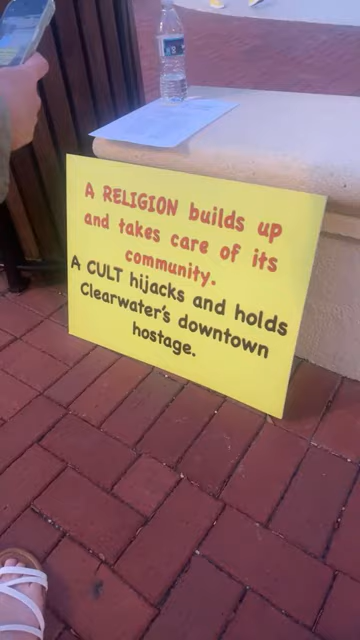 A RELIGION builds up
and takes care of its
community.
A CULT hijacks and holds
Clearwater's downtown
hostage.